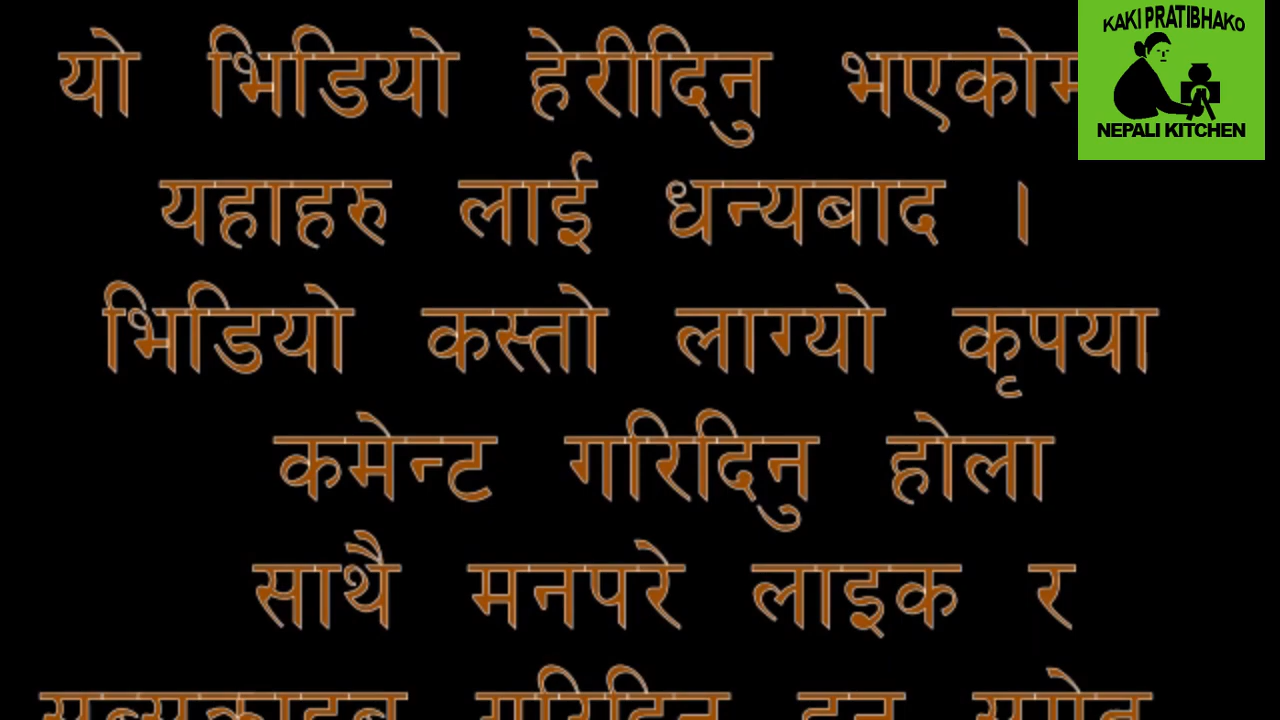 यो भिडियो हेरीदिनु भएकोम
यहाहरु लाई धन्यबाद ।
भिडियो कस्तो लाग्यो कृपया
कमेन्ट गरिदिनु होला
साथै मनपरे लाइक र
KAKI PRATIBHAKO
NEPALI KITCHEN